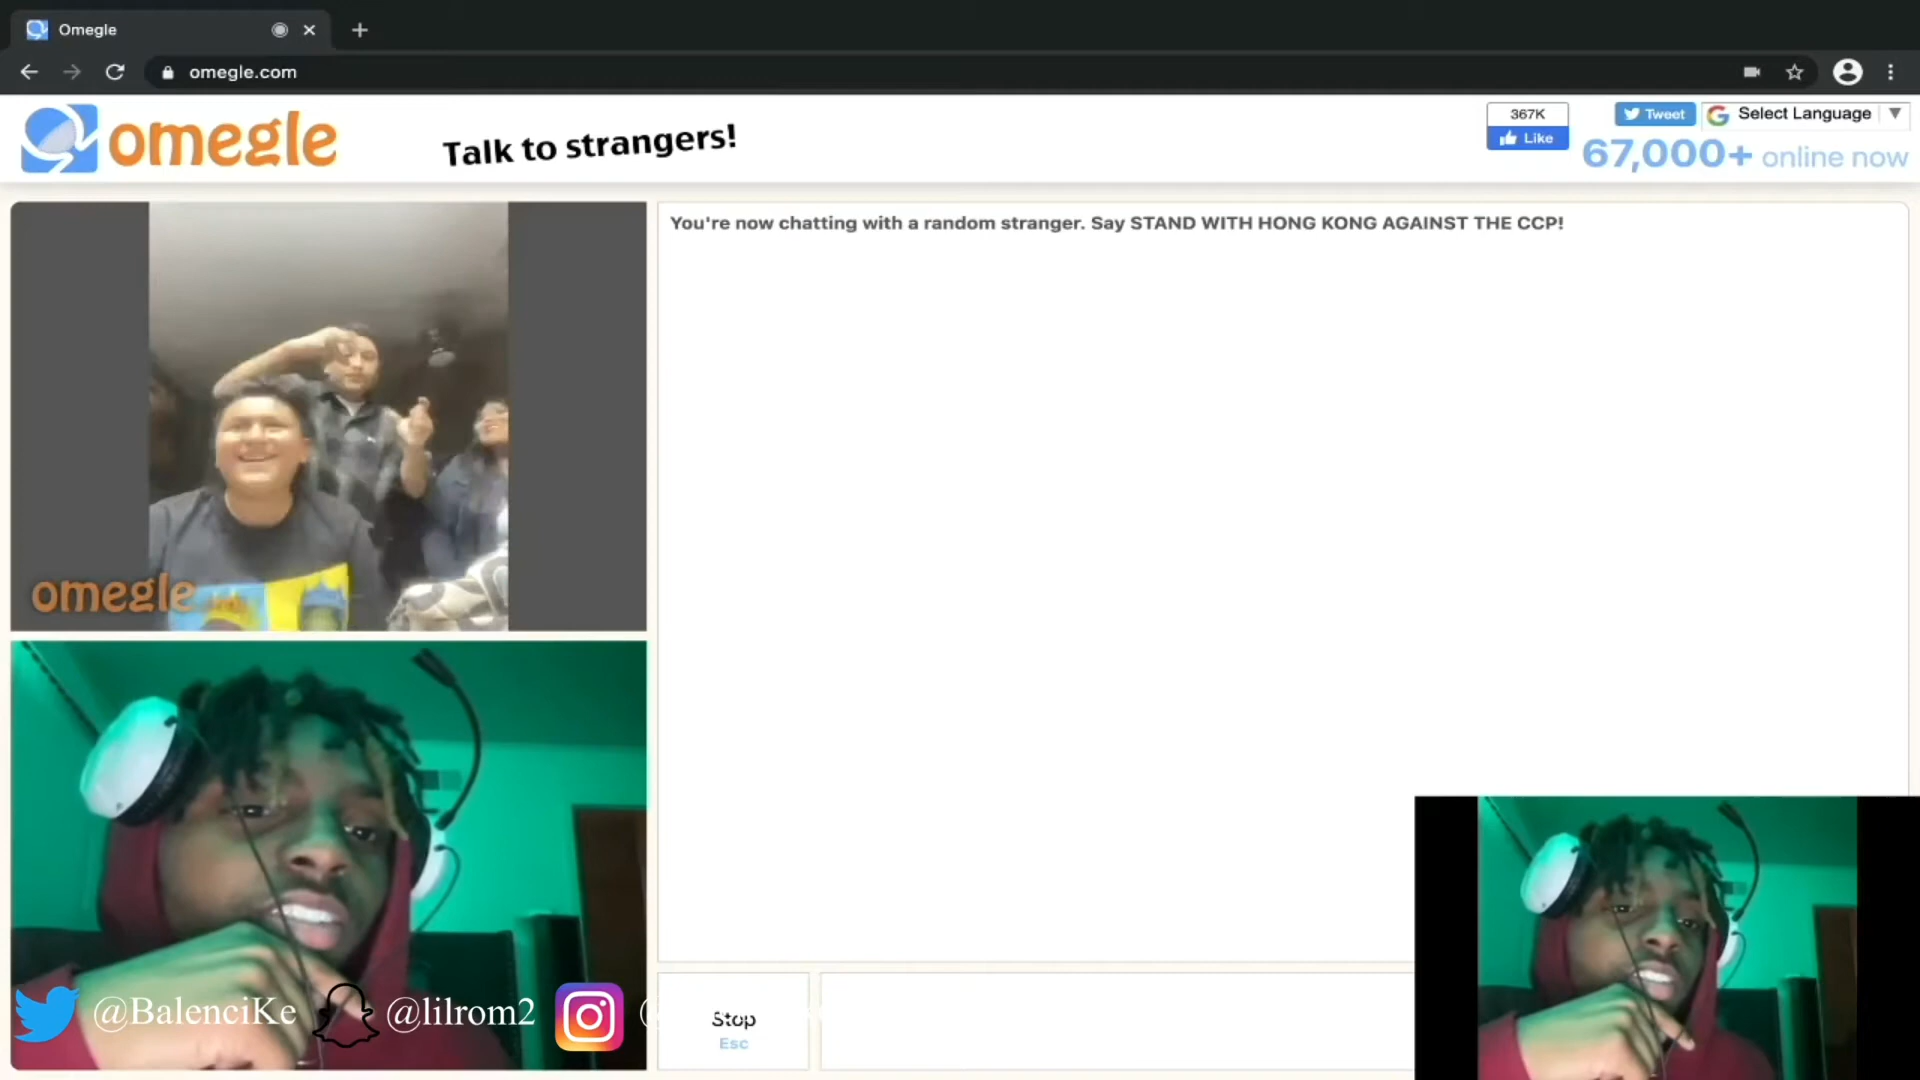 Omegle
omegle.com
omegle
Talk to strangers!
367K
Like
Tweet
Select Language
67,000+ online now
You're now chatting with a random stranger. Say STAND WITH HONG KONG AGAINST THE CCP!
omegle
@BalenciKe
@lilrom2
@
Stop
Esc